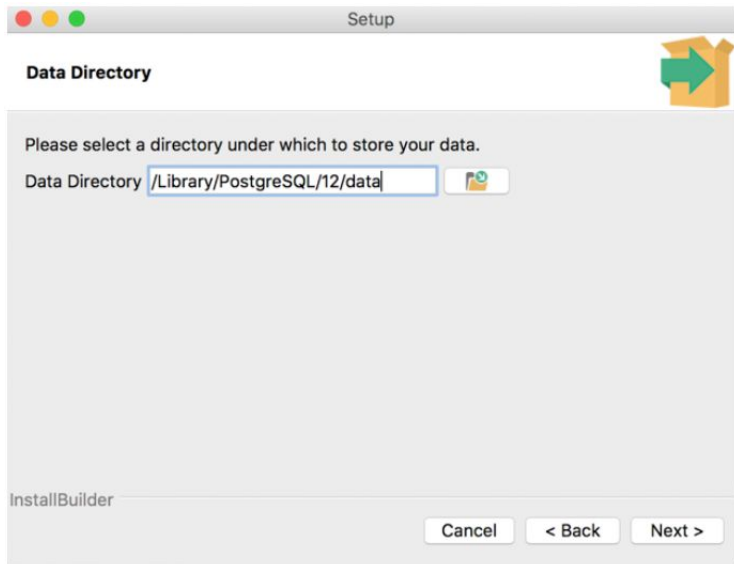 Setup
Data Directory
Please select a directory under which to store your data.
Data Directory /Library/PostgreSQL/12/data
InstallBuilder
Cancel < Back Next >